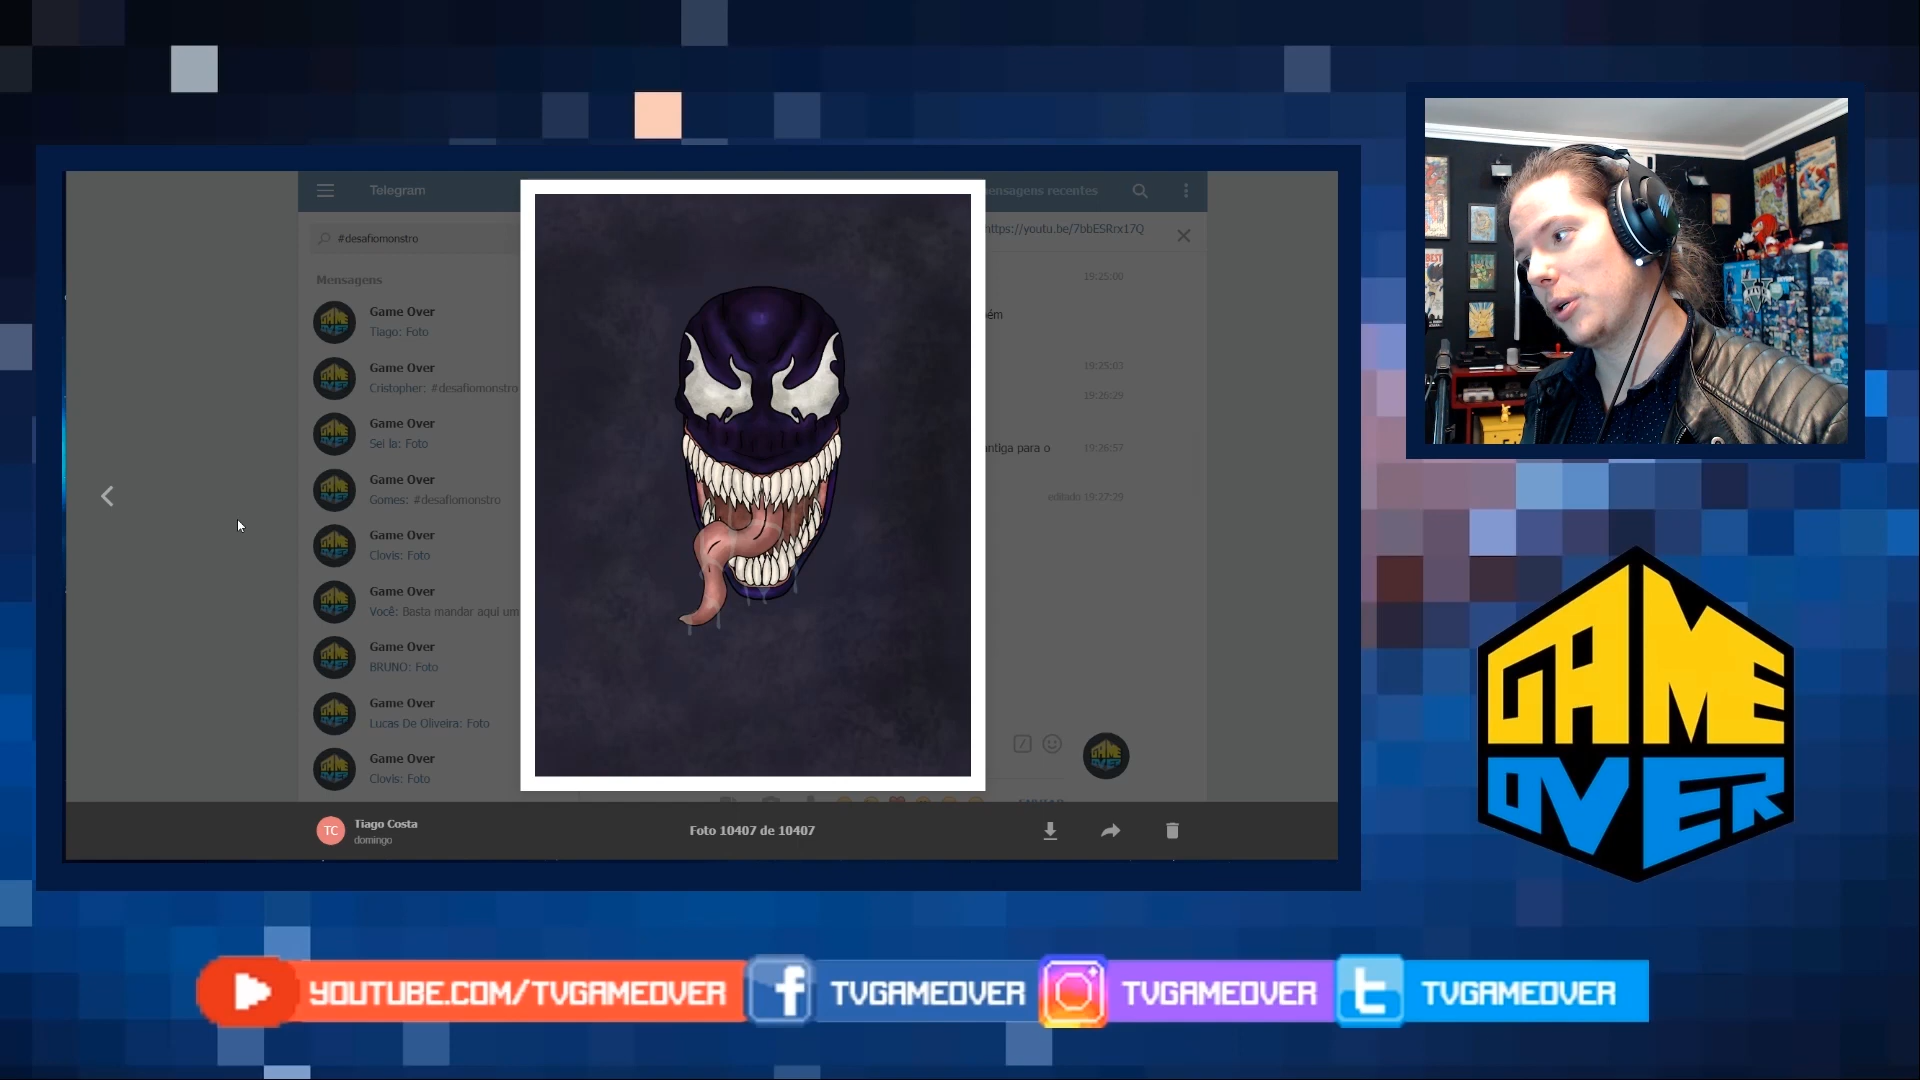 Telegram
mensagens recentes
#desafiomonstro
https://youtu.be/7bbESRrx17Q
Mensagens
19:25:00
Game Over
Tiago: Foto
19:25:03
Game Over
Cristopher: #desafiomonstro
19:26:29
Game Over
Sei la: Foto
antiga para o
19:26:57
Game Over
Gomes: #desafiomonstro
editado 19:27:29
Game Over
Clovis: Foto
Game Over
Você: Basta mandar aqui um
Game Over
BRUNO: Foto
Game Over
Lucas De Oliveira: Foto
Game Over
Clovis: Foto
TC
Tiago Costa
domingo
Foto 10407 de 10407
GAME
OVER
YOUTUBE.COM/TVGAMEOVER
TVGAMEOVER
TVGAMEOVER
TVGAMEOVER